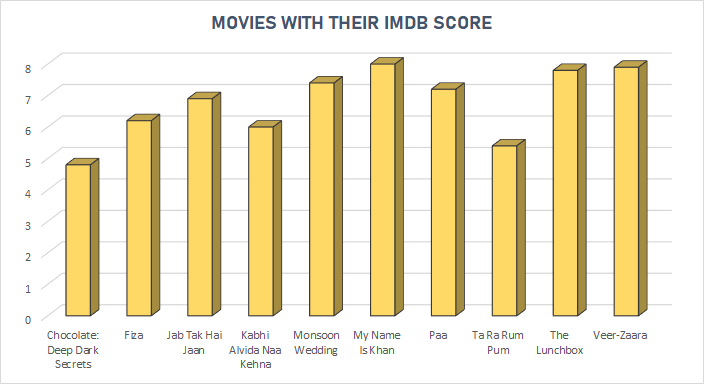 MOVIES WITH THEIR IMDB SCORE
8
7
6
5
4
3
2
1
0
Chocolate:
Deep Dark
Secrets
Fiza
Jab Tak Hai
Jaan
Kabhi
Alvida Naa
Kehna
Monsoon
Wedding
My Name
Is Khan
Paa
Ta Ra Rum
Pum
The
Lunchbox
Veer-Zaara